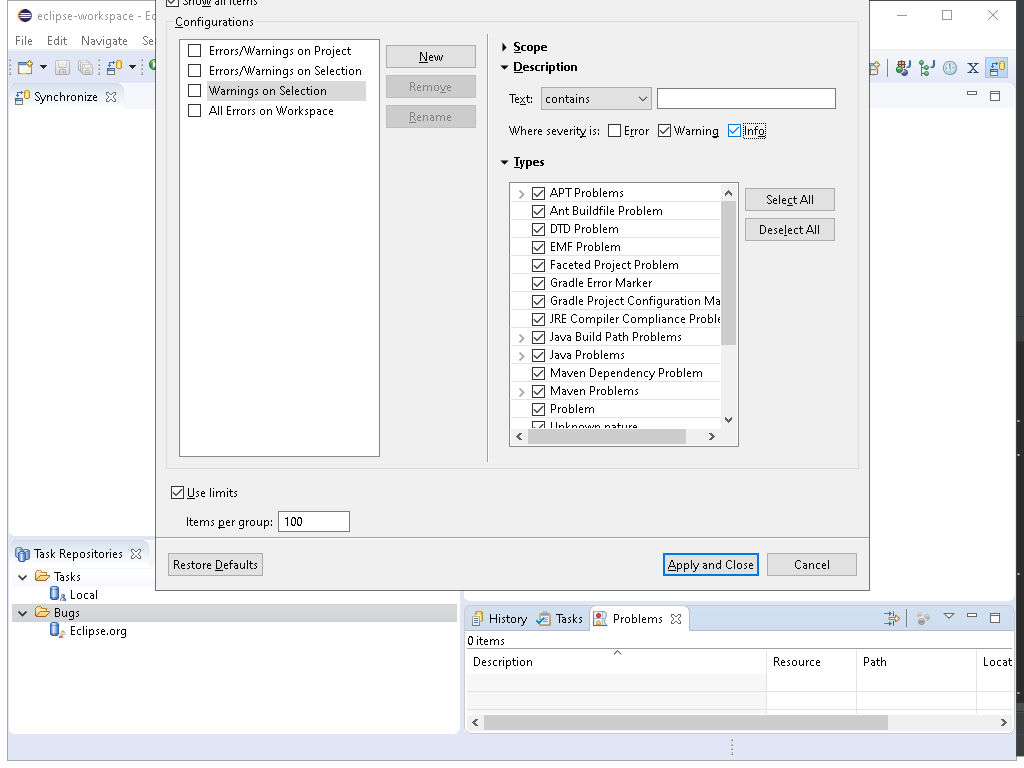 Show all items
eclipse-workspace - Ec
File Edit Navigate Se
Synchronize
Configurations
Errors/Warnings on Project
Errors/Warnings on Selection
Warnings on Selection
All Errors on Workspace
New
Remove
Rename
Scope
Description
Text: contains
Where severity is: Error Warning Info
Types
APT Problems
Ant Buildfile Problem
DTD Problem
EMF Problem
Faceted Project Problem
Gradle Error Marker
Gradle Project Configuration Ma
JRE Compiler Compliance Proble
Java Build Path Problems
Java Problems
Maven Dependency Problem
Maven Problems
Problem
Unknown nature
Select All
Deselect All
Use limits
Items per group: 100
Restore Defaults
Apply and Close
Cancel
Task Repositories
Tasks
Local
Bugs
Eclipse.org
History Tasks Problems
0 items
Description Resource Path Locat